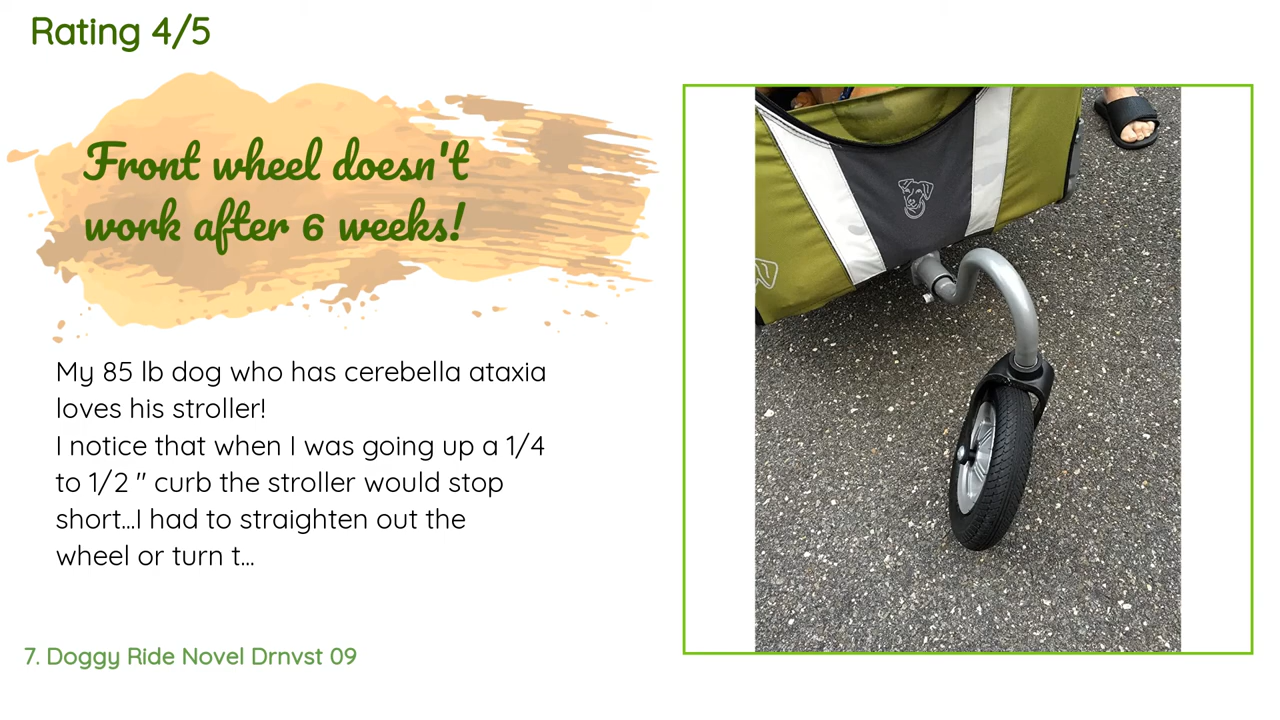 Rating 4/5
Front wheel doesn't
work after 6 weeks!
My 85 lb dog who has cerebella ataxia
loves his stroller!
I notice that when I was going up a 1/4
to 1/2 " curb the stroller would stop
short...I had to straighten out the
wheel or turn t...
7. Doggy Ride Novel Drnvst 09